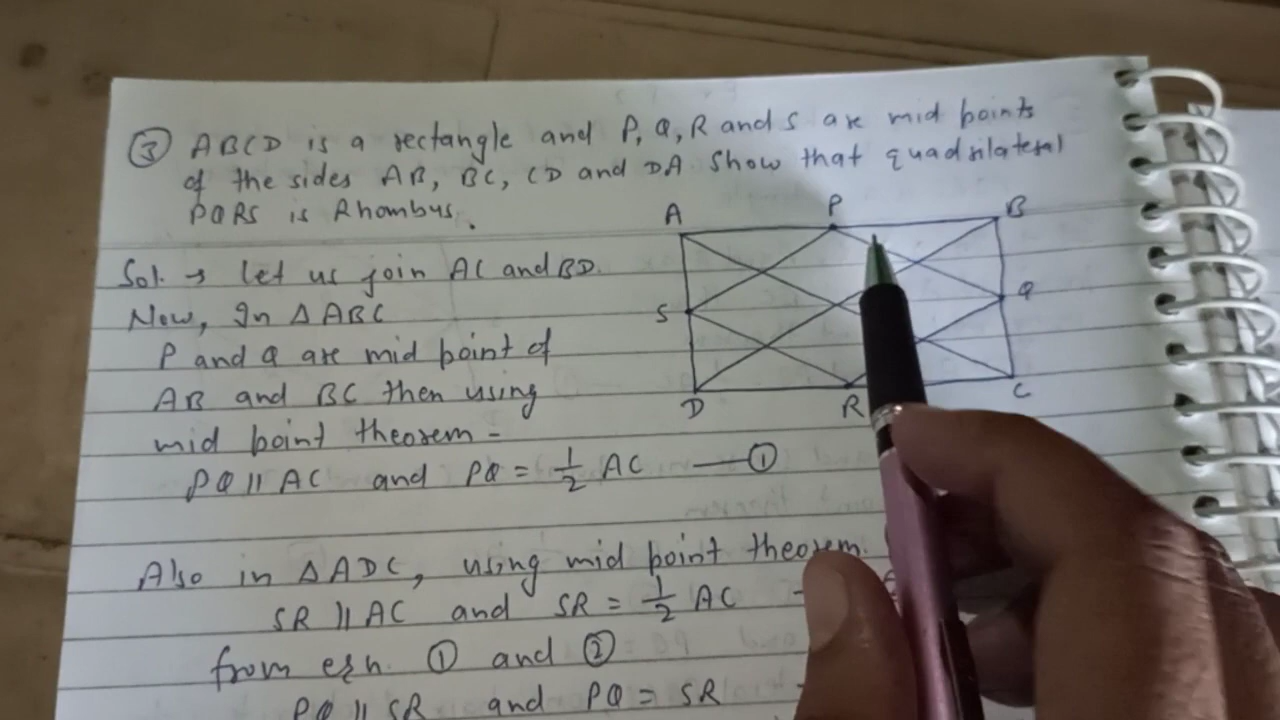 ③ ABCD is a rectangle and P, Q, R and S are mid points
of the sides AB, BC, CD and DA Show that quadrilateral
PQRS is Rhombus.
A P B
Sol. → let us join AC and BD.
Now, In △ ABC
S Q
P and Q are mid point of
AB and BC then using
D R C
mid point theorem -
PQ || AC and PQ = 1/2 AC — ①
Also in △ ADC, using mid point theorem.
SR || AC and SR = 1/2 AC -
from eqn. ① and ②
PQ || SR and PQ = SR -